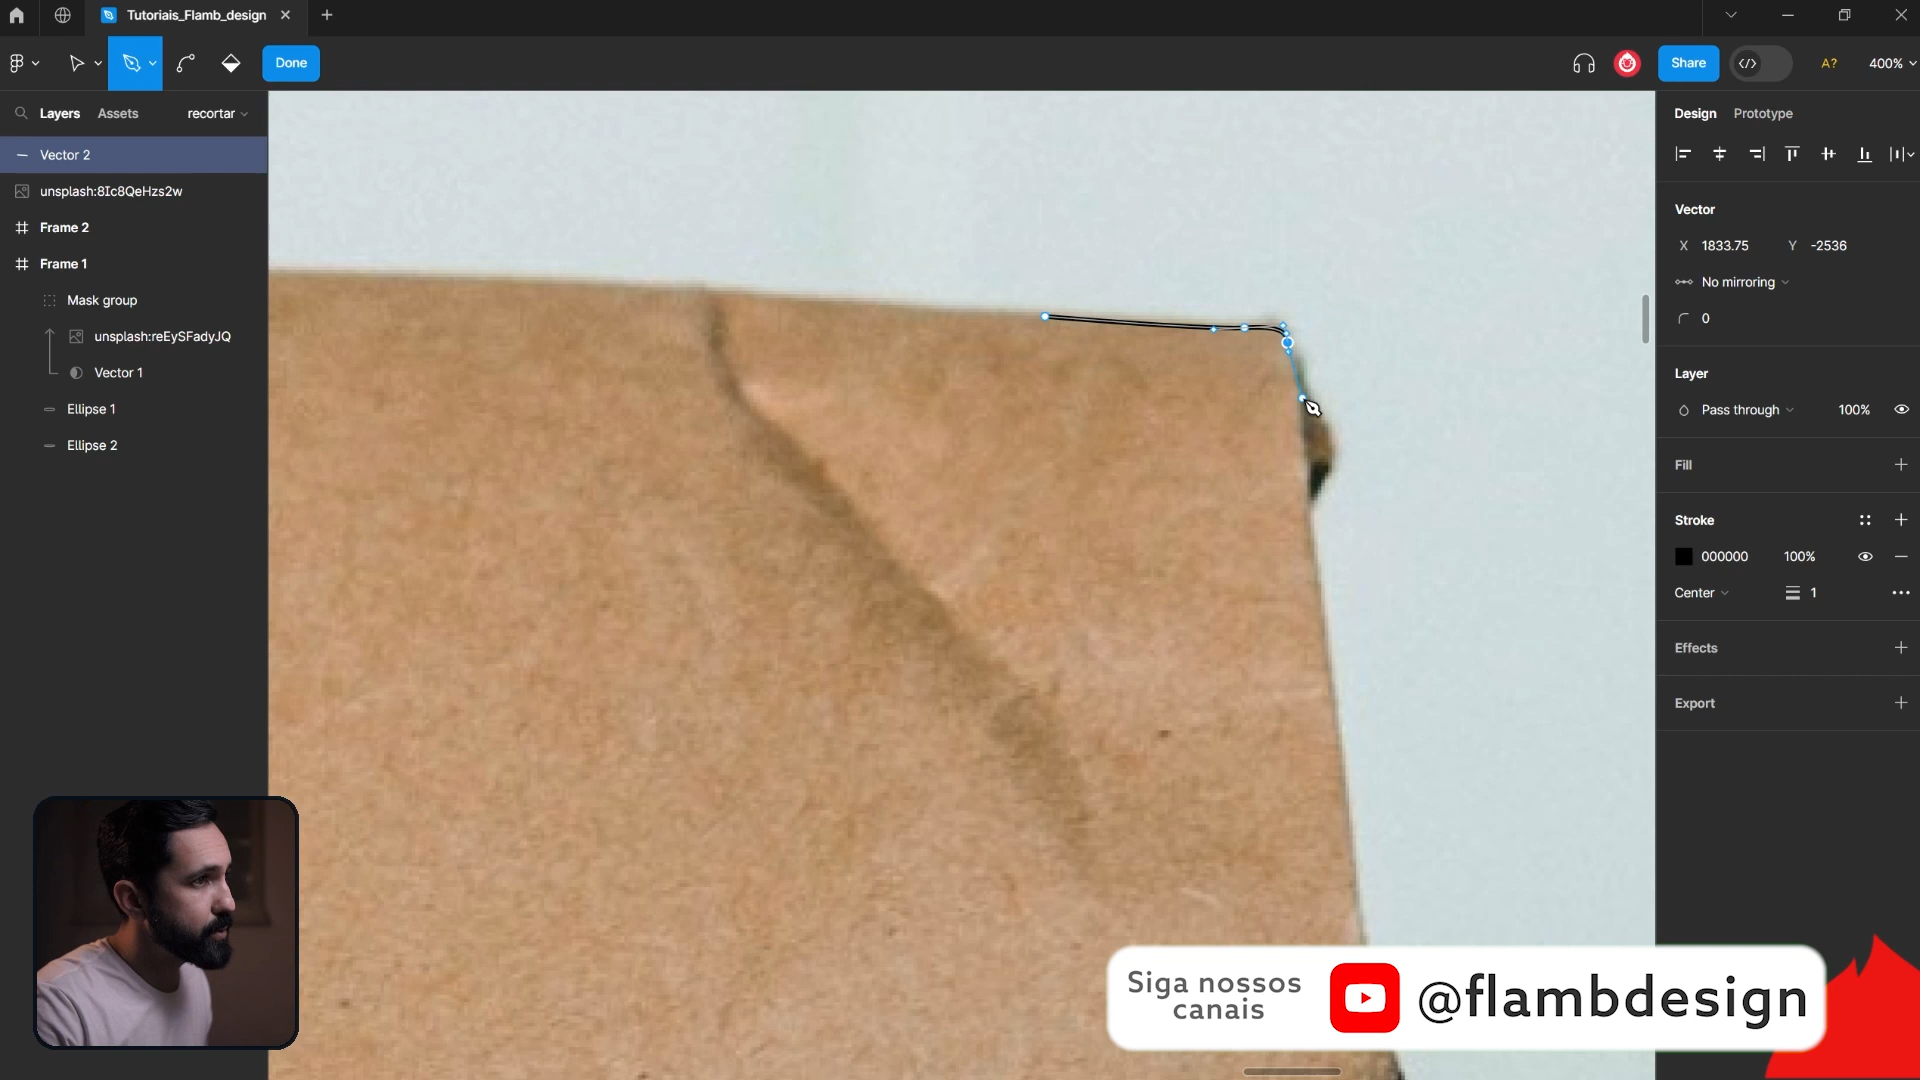 Tutoriais_Flamb_design
Done
Share
A?
400%
Layers
Assets
recortar
Design
Prototype
Vector 2
unsplash:8Ic8QeHzs2w
Frame 2
Frame 1
Mask group
unsplash:reEySFadyJQ
Vector 1
Ellipse 1
Ellipse 2
Vector
X 1833.75 Y -2536
No mirroring
0
Layer
Pass through 100%
Fill
Stroke
000000 100%
Center 1
Effects
Export
Siga nossos
canais
@flambdesign